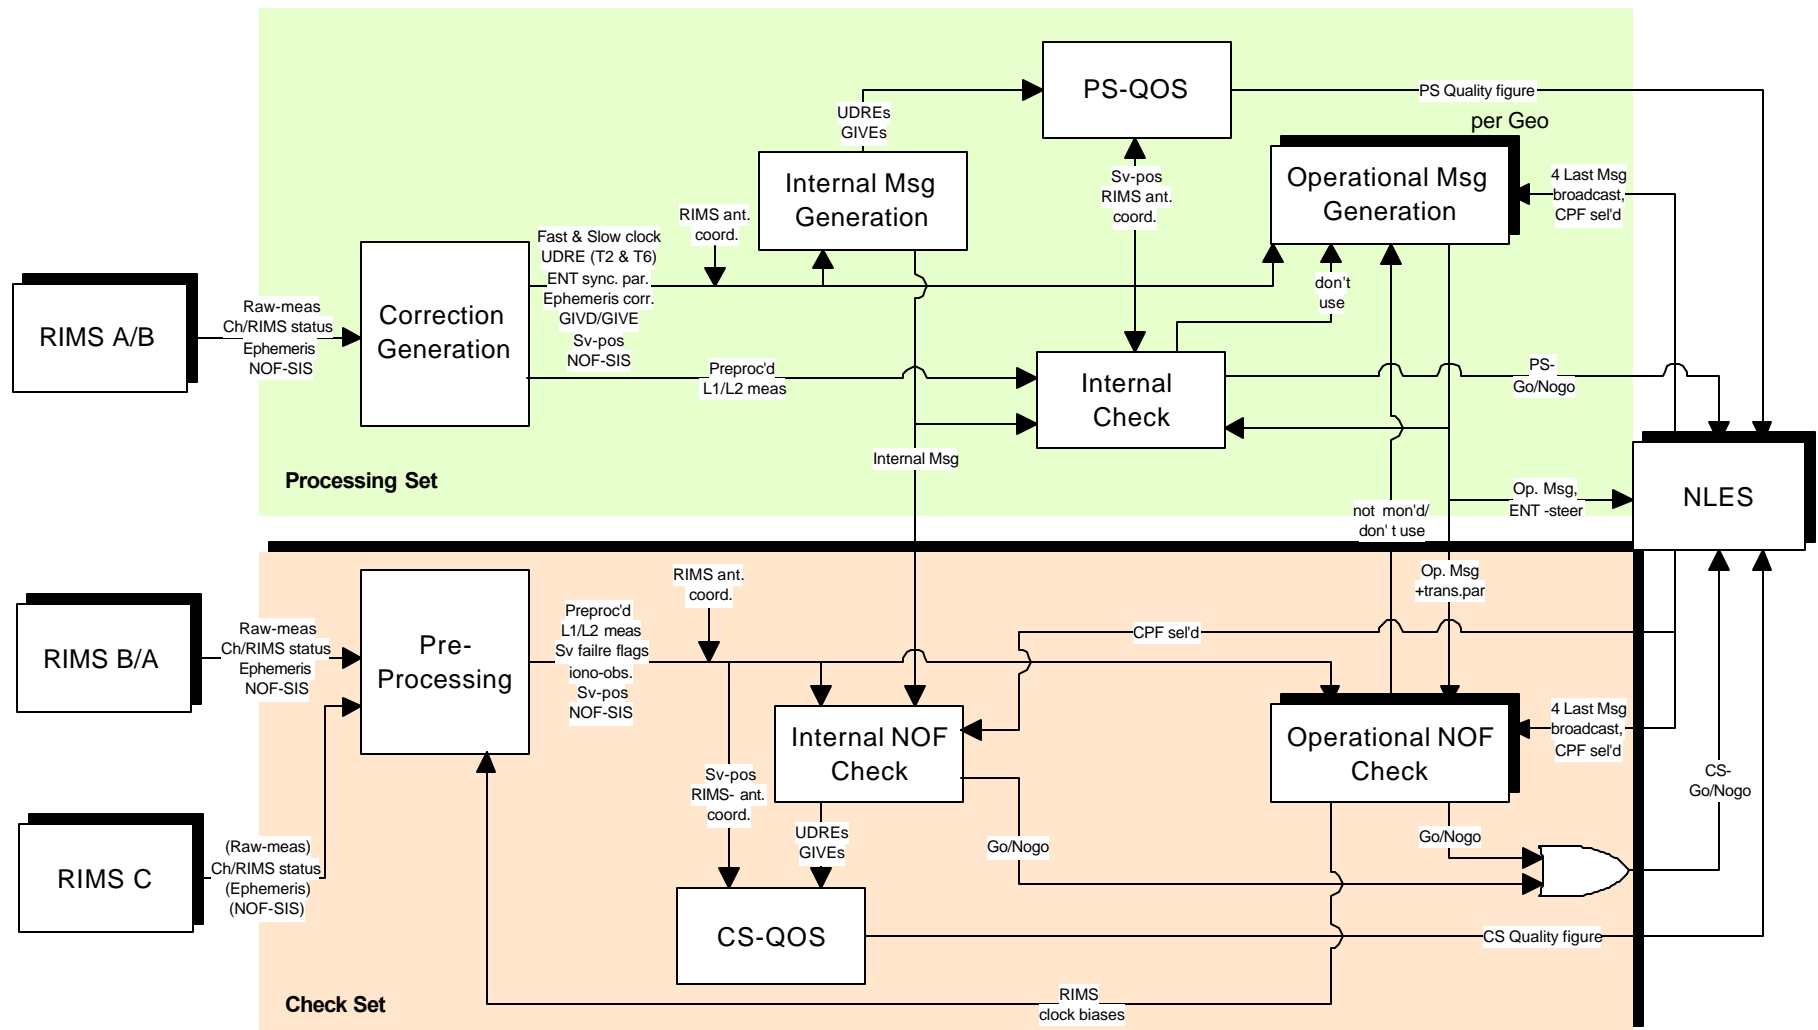 PS-QOS
PS Quality figure
per Geo
UDREs
GIVEs
Internal Msg
Generation
Sv-pos
RIMS ant.
coord.
Operational Msg
Generation
4 Last Msg
broadcast,
CPF sel'd
RIMS ant.
coord.
Fast & Slow clock
UDRE (T2 & T6)
ENT sync. par.
Ephemeris corr.
GIVD/GIVE
Sv-pos
NOF-SIS
RIMS A/B
Raw-meas
Ch/RIMS status
Ephemeris
NOF-SIS
Correction
Generation
don't
use
Preproc'd
L1/L2 meas
Internal
Check
PS-
Go/Nogo
Internal Msg
Processing Set
not mon'd/
don' t use
Op. Msg,
ENT -steer
NLES
RIMS B/A
Raw-meas
Ch/RIMS status
Ephemeris
NOF-SIS
Pre-
Processing
Preproc'd
L1/L2 meas
Sv failre flags
iono-obs.
Sv-pos
NOF-SIS
RIMS ant.
coord.
Op. Msg
+trans.par
CPF sel'd
Internal NOF
Check
Operational NOF
Check
4 Last Msg
broadcast,
CPF sel'd
Sv-pos
RIMS- ant.
coord.
UDREs
GIVEs
Go/Nogo
Go/Nogo
CS-
Go/Nogo
RIMS C
(Raw-meas)
Ch/RIMS status
(Ephemeris)
(NOF-SIS)
CS-QOS
CS Quality figure
Check Set
RIMS
clock biases